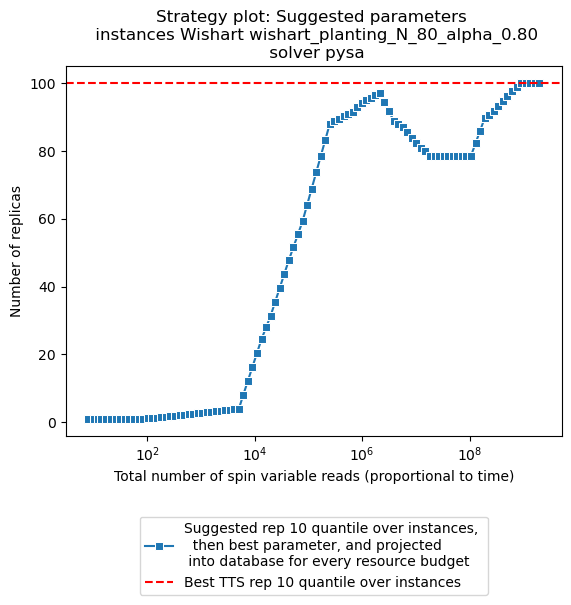 Strategy plot: Suggested parameters
instances Wishart wishart_planting_N_80_alpha_0.80
solver pysa
100
80
60
40
20
0
Number of replicas
10^2
10^4
10^6
10^8
Total number of spin variable reads (proportional to time)
Suggested rep 10 quantile over instances,
then best parameter, and projected
into database for every resource budget
Best TTS rep 10 quantile over instances